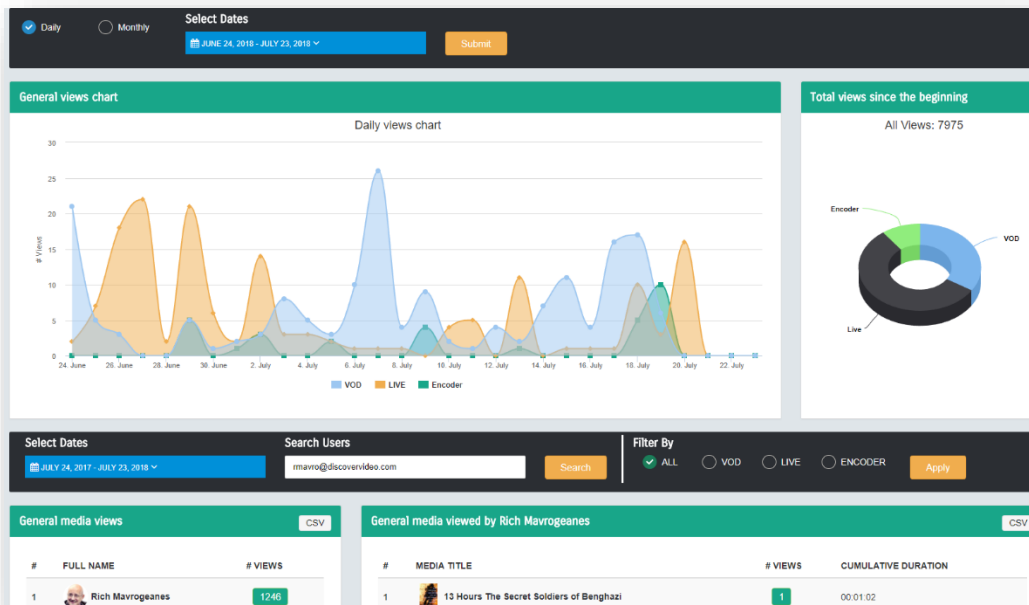 Daily
Monthly
Select Dates
JUNE 24, 2018 - JULY 23, 2018
Submit
General views chart
Total views since the beginning
Daily views chart
All Views: 7975
30
25
20
15
10
5
0
# Views
24. June 26. June 28. June 30. June 2. July 4. July 6. July 8. July 10. July 12. July 14. July 16. July 18. July 20. July 22. July
VOD LIVE Encoder
Encoder
VOD
Live
Select Dates
JULY 24, 2017 - JULY 23, 2018
Search Users
rmavro@discovervideo.com
Search
Filter By
ALL VOD LIVE ENCODER
Apply
General media views
CSV
General media viewed by Rich Mavrogeanes
CSV
# FULL NAME # VIEWS
1 Rich Mavrogeanes 1246
# MEDIA TITLE # VIEWS CUMULATIVE DURATION
1 13 Hours The Secret Soldiers of Benghazi 1 00:01:02